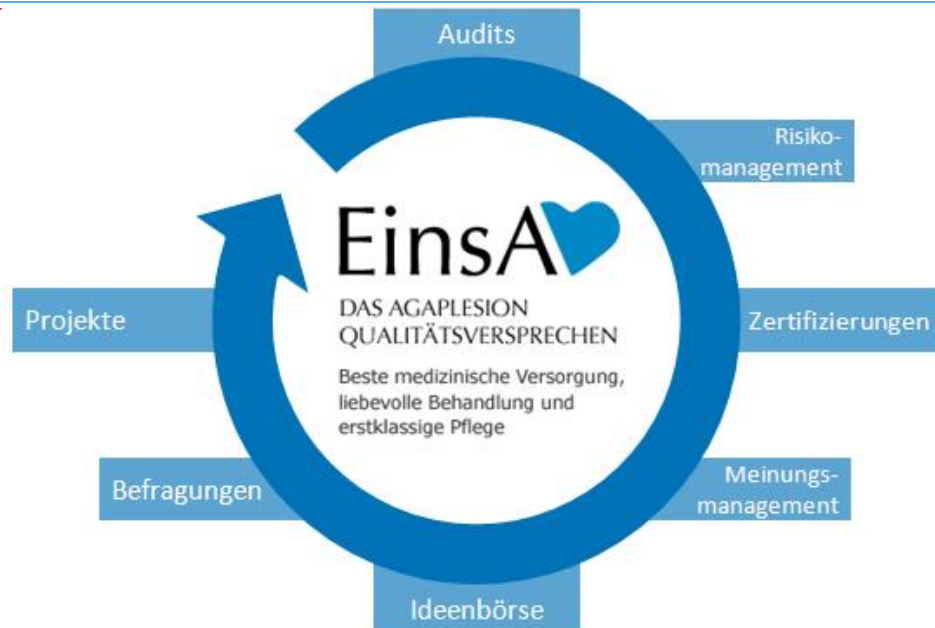 Audits
Risiko-
management
Zertifizierungen
Meinungs-
management
Ideenbörse
Befragungen
Projekte
EinsA
DAS AGAPLESION
QUALITÄTSVERSPRECHEN
Beste medizinische Versorgung,
liebevolle Behandlung und
erstklassige Pflege